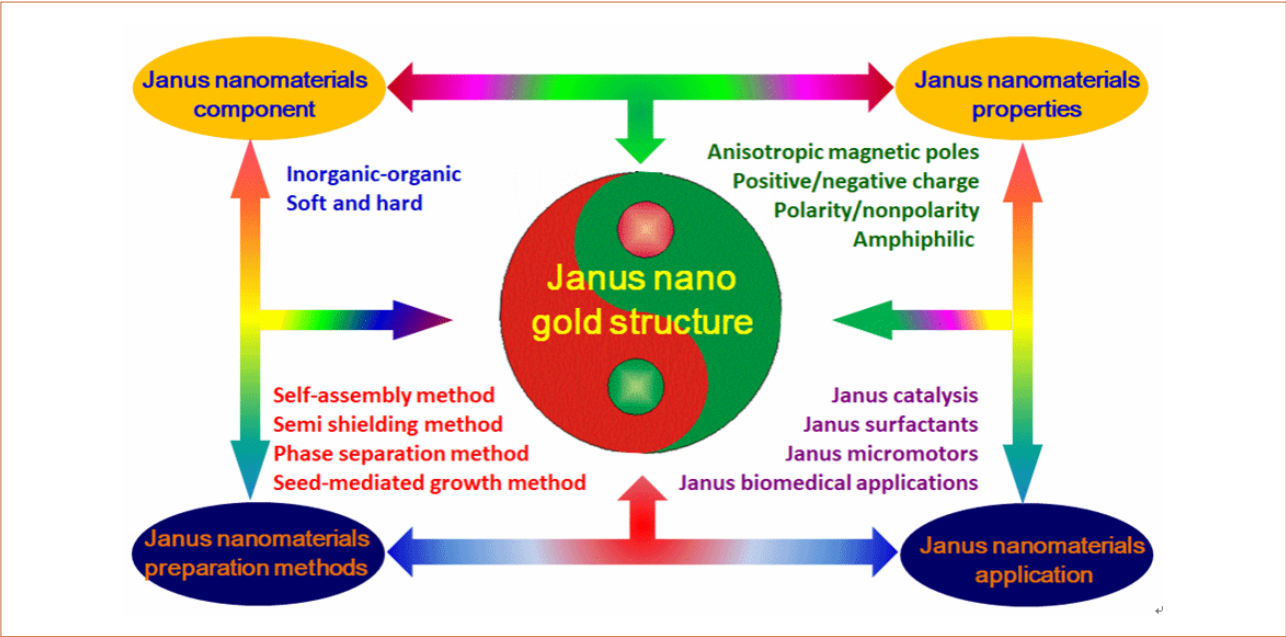 Janus nanomaterials
component
Janus nanomaterials
properties
Inorganic-organic
Soft and hard
Anisotropic magnetic poles
Positive/negative charge
Polarity/nonpolarity
Amphiphilic
Janus nano
gold structure
Self-assembly method
Semi shielding method
Phase separation method
Seed-mediated growth method
Janus catalysis
Janus surfactants
Janus micromotors
Janus biomedical applications
Janus nanomaterials
preparation methods
Janus nanomaterials
application